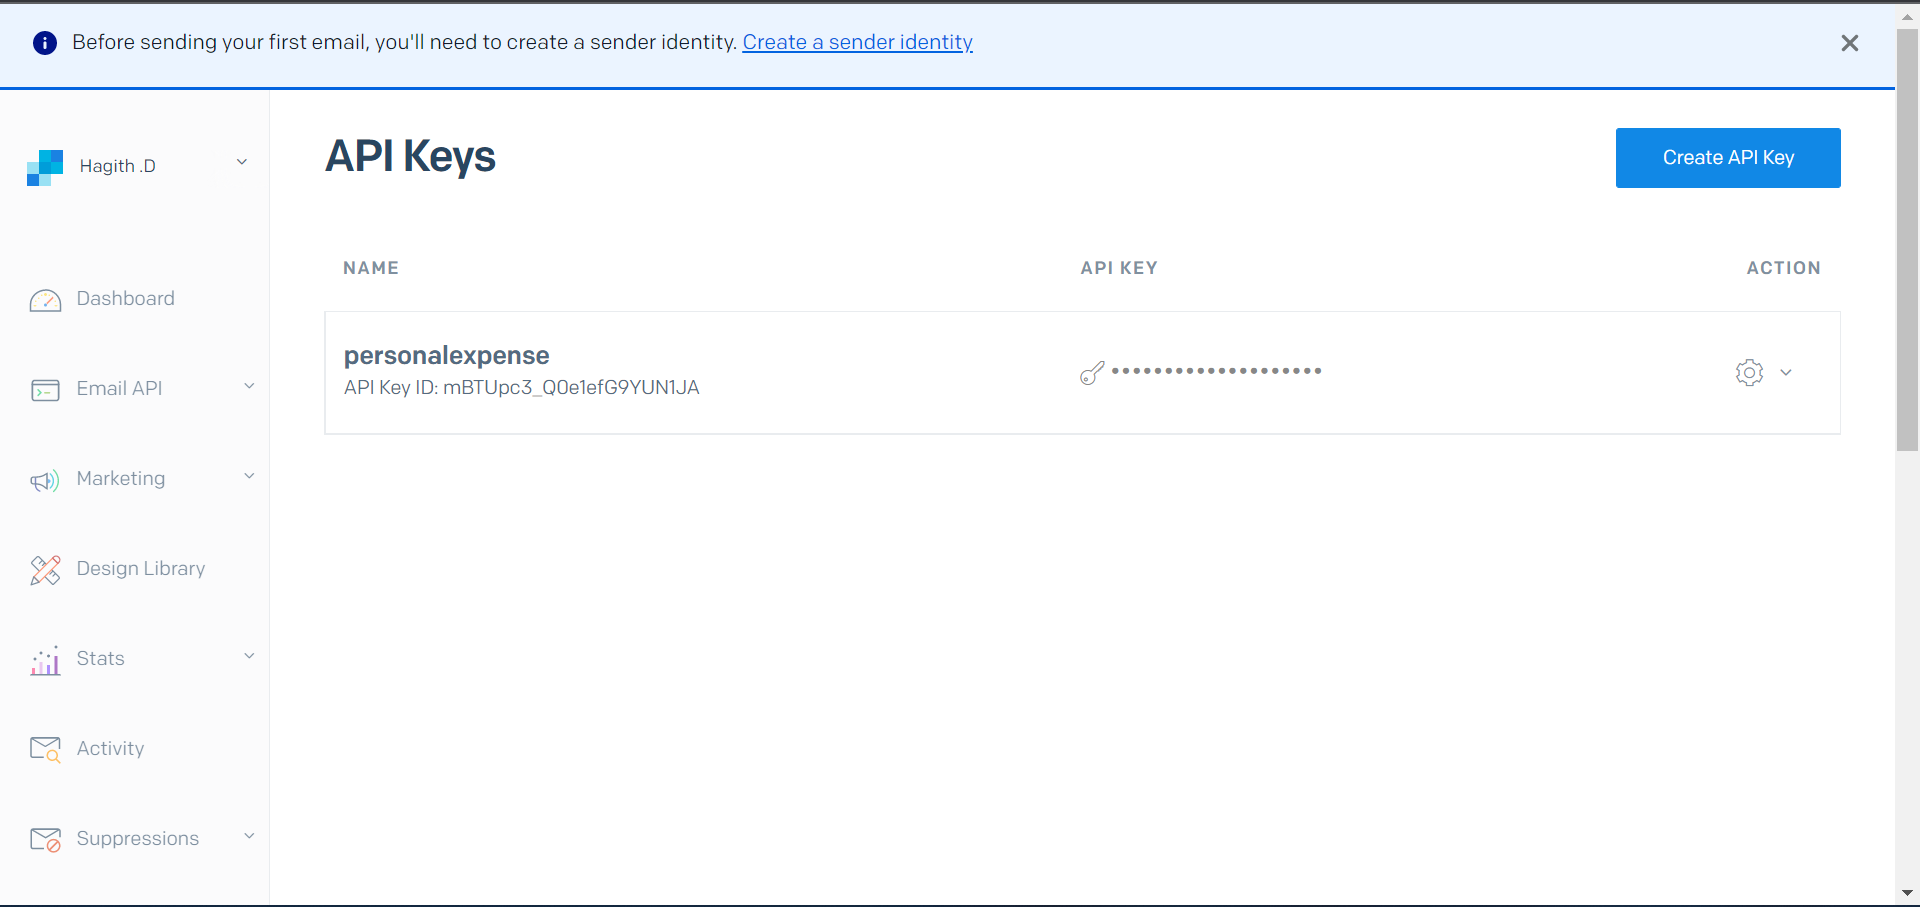 Before sending your first email, you'll need to create a sender identity. Create a sender identity
Hagith .D
Dashboard
Email API
Marketing
Design Library
Stats
Activity
Suppressions
API Keys
Create API Key
NAME API KEY ACTION
personalexpense
API Key ID: mBTUpc3_Q0e1efG9YUN1JA